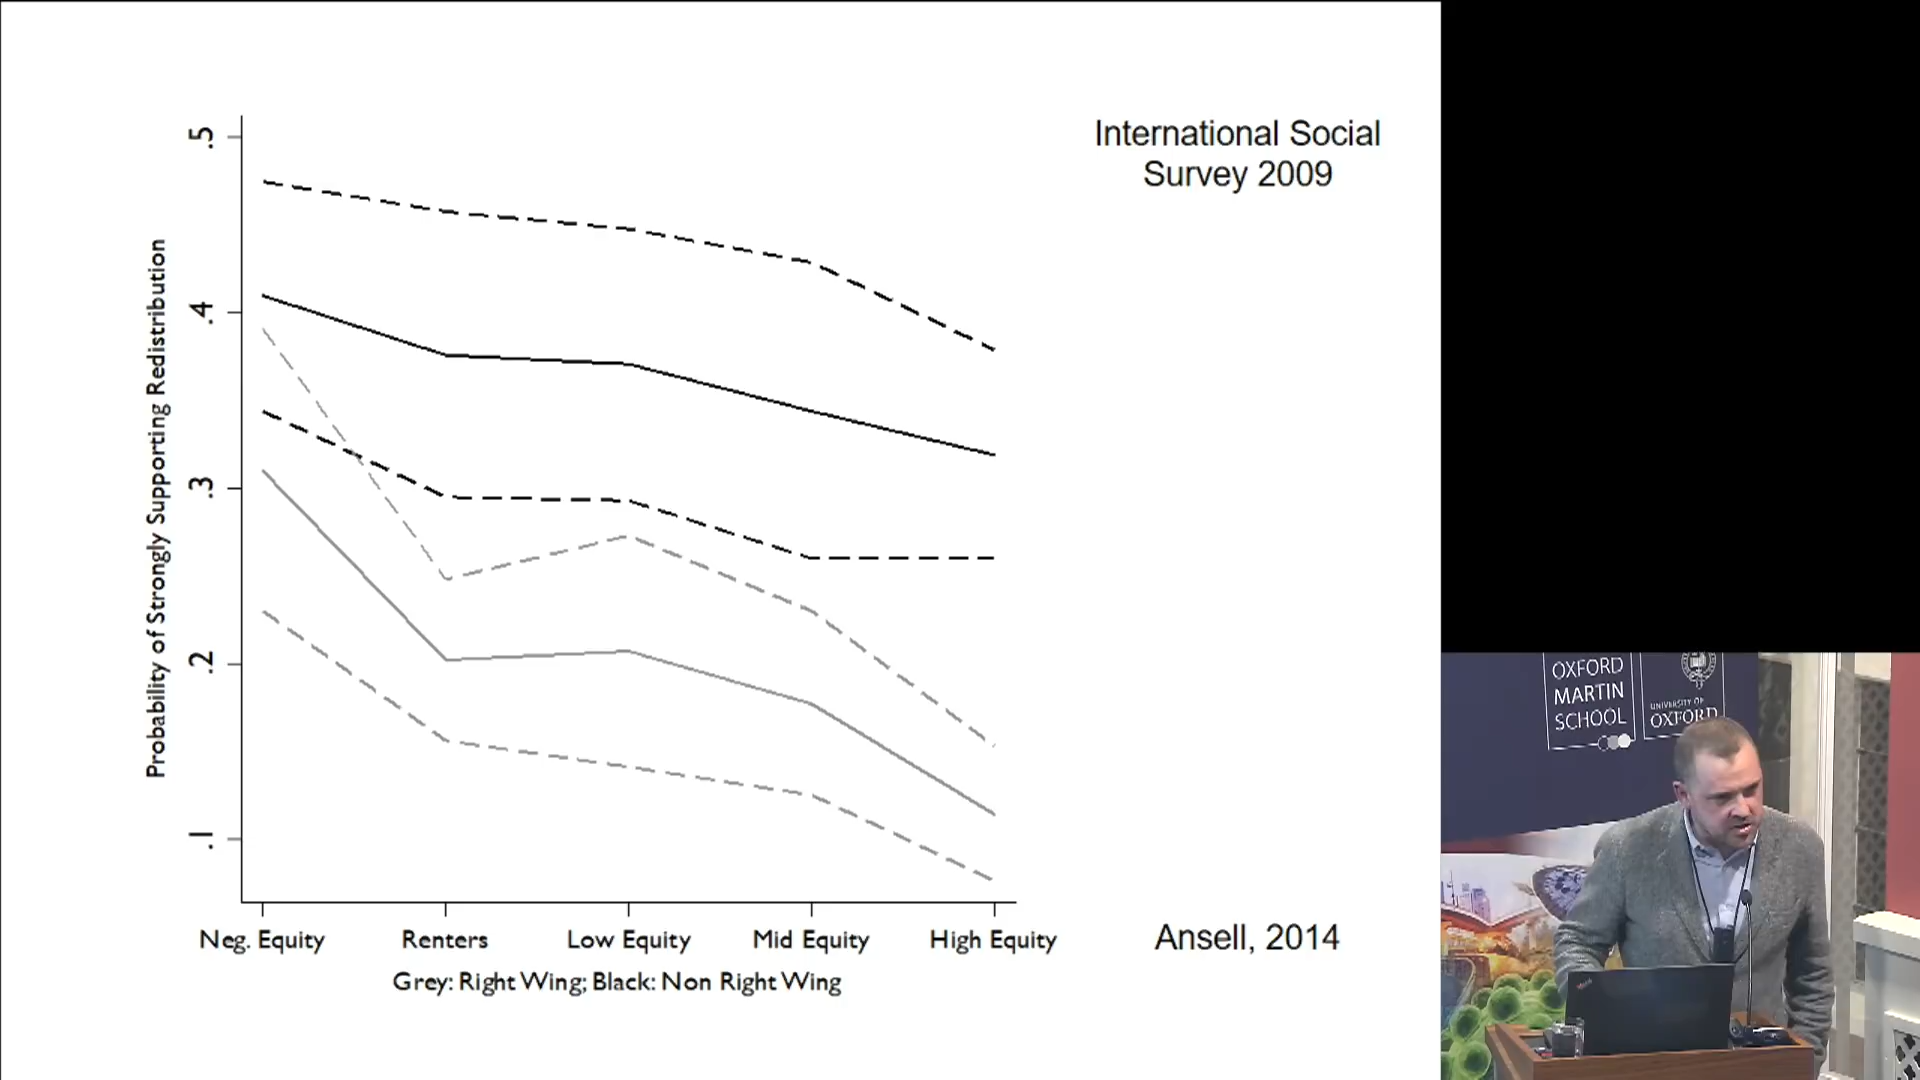 International Social
Survey 2009
Probability of Strongly Supporting Redistribution
.5
.4
.3
.2
.1
Neg. Equity
Renters
Low Equity
Mid Equity
High Equity
Grey: Right Wing; Black: Non Right Wing
Ansell, 2014
OXFORD
MARTIN
SCHOOL
UNIVERSITY OF
OXFORD